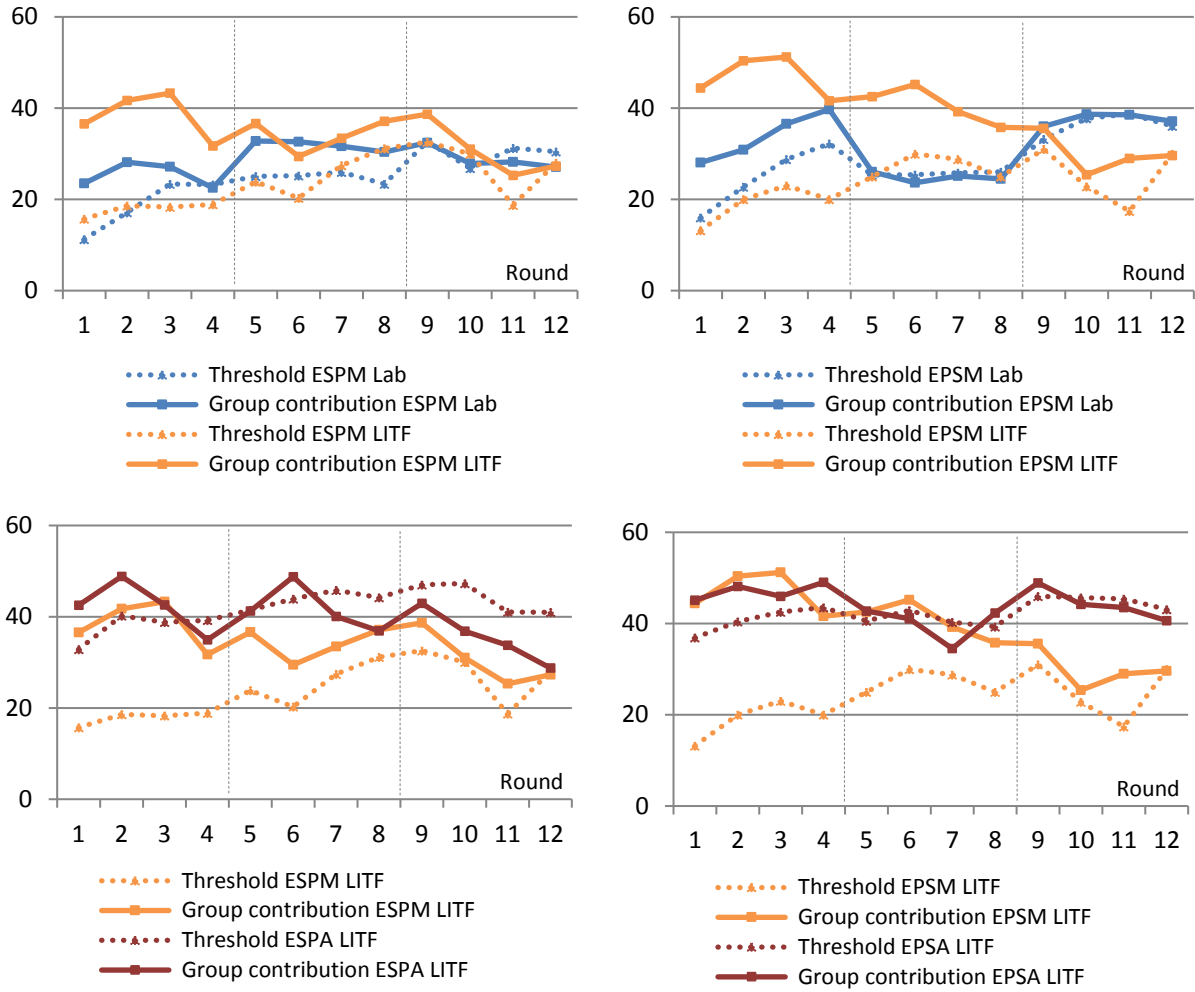 60
40
20
0
Round
1 2 3 4 5 6 7 8 9 10 11 12
Threshold ESPM Lab
Group contribution ESPM Lab
Threshold ESPM LITF
Group contribution ESPM LITF
60
40
20
0
Round
1 2 3 4 5 6 7 8 9 10 11 12
Threshold EPSM Lab
Group contribution EPSM Lab
Threshold EPSM LITF
Group contribution EPSM LITF
60
40
20
0
Round
1 2 3 4 5 6 7 8 9 10 11 12
Threshold ESPM LITF
Group contribution ESPM LITF
Threshold ESPA LITF
Group contribution ESPA LITF
60
40
20
0
Round
1 2 3 4 5 6 7 8 9 10 11 12
Threshold EPSM LITF
Group contribution EPSM LITF
Threshold EPSA LITF
Group contribution EPSA LITF